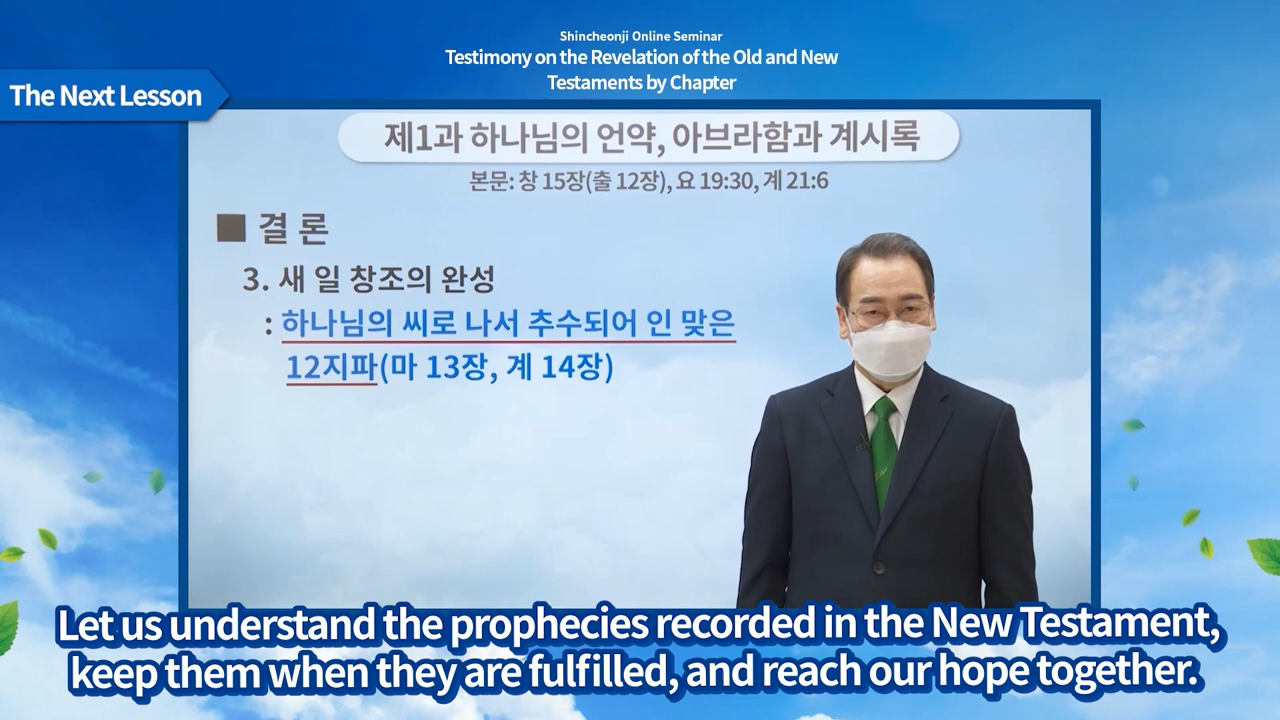 Shincheonji Online Seminar
Testimony on the Revelation of the Old and New
Testaments by Chapter
The Next Lesson
제1과 하나님의 언약, 아브라함과 계시록
본문: 창 15장(출 12장), 요 19:30, 계 21:6
■ 결 론
3. 새 일 창조의 완성
: 하나님의 씨로 나서 추수되어 인 맞은
12지파(마 13장, 계 14장)
Let us understand the prophecies recorded in the New Testament,
keep them when they are fulfilled, and reach our hope together.